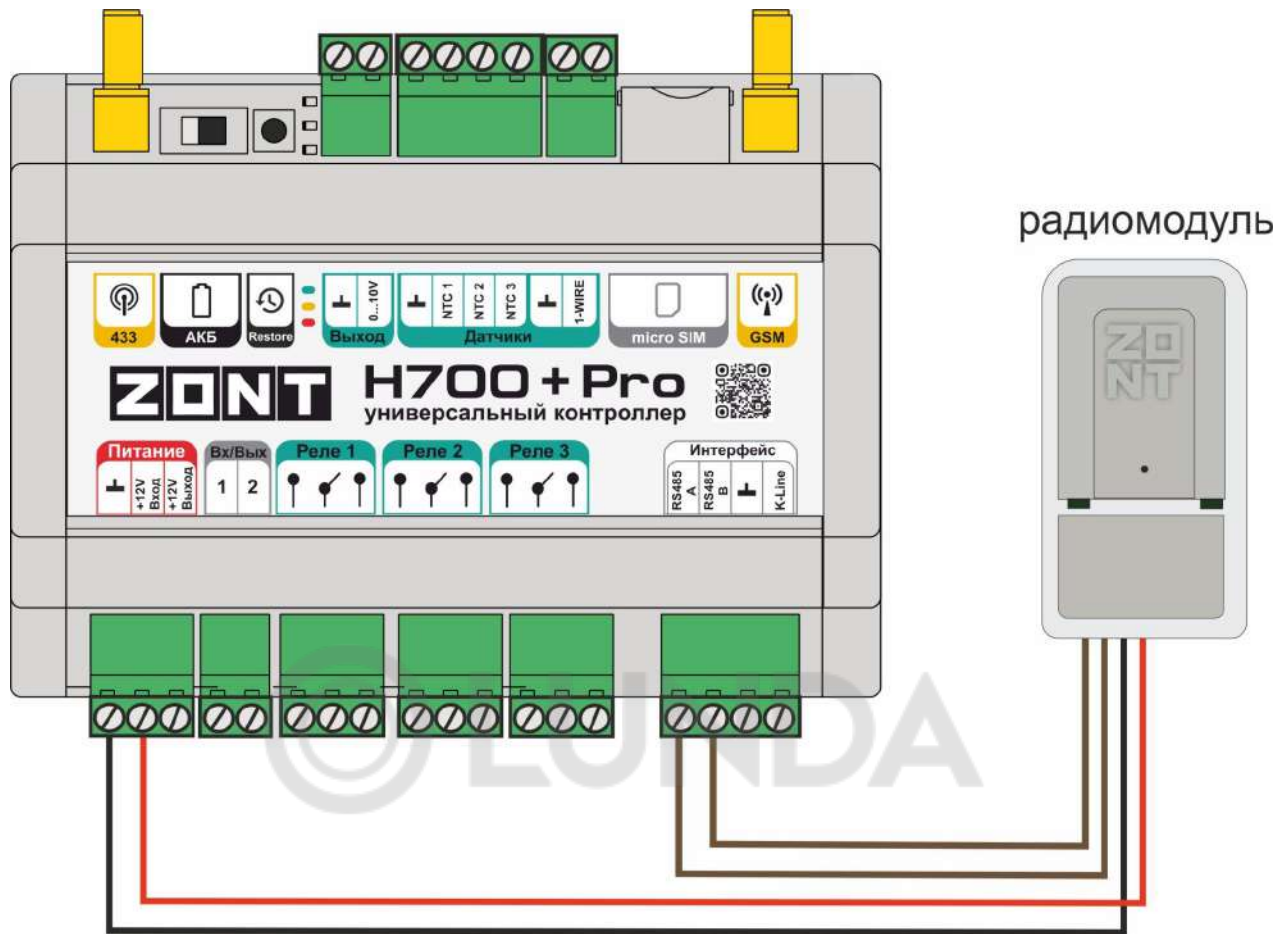 радиомодуль
ZONT
433
АКБ
Restore
0...10V
Выход
NTC 1
NTC 2
NTC 3
1-WIRE
Датчики
micro SIM
GSM
ZONT H700+Pro
универсальный контроллер
Питание
+12V Вход
+12V Выход
Вх/Вых
1 2
Реле 1
Реле 2
Реле 3
Интерфейс
RS485 A
RS485 B
K-Line
LUNDA